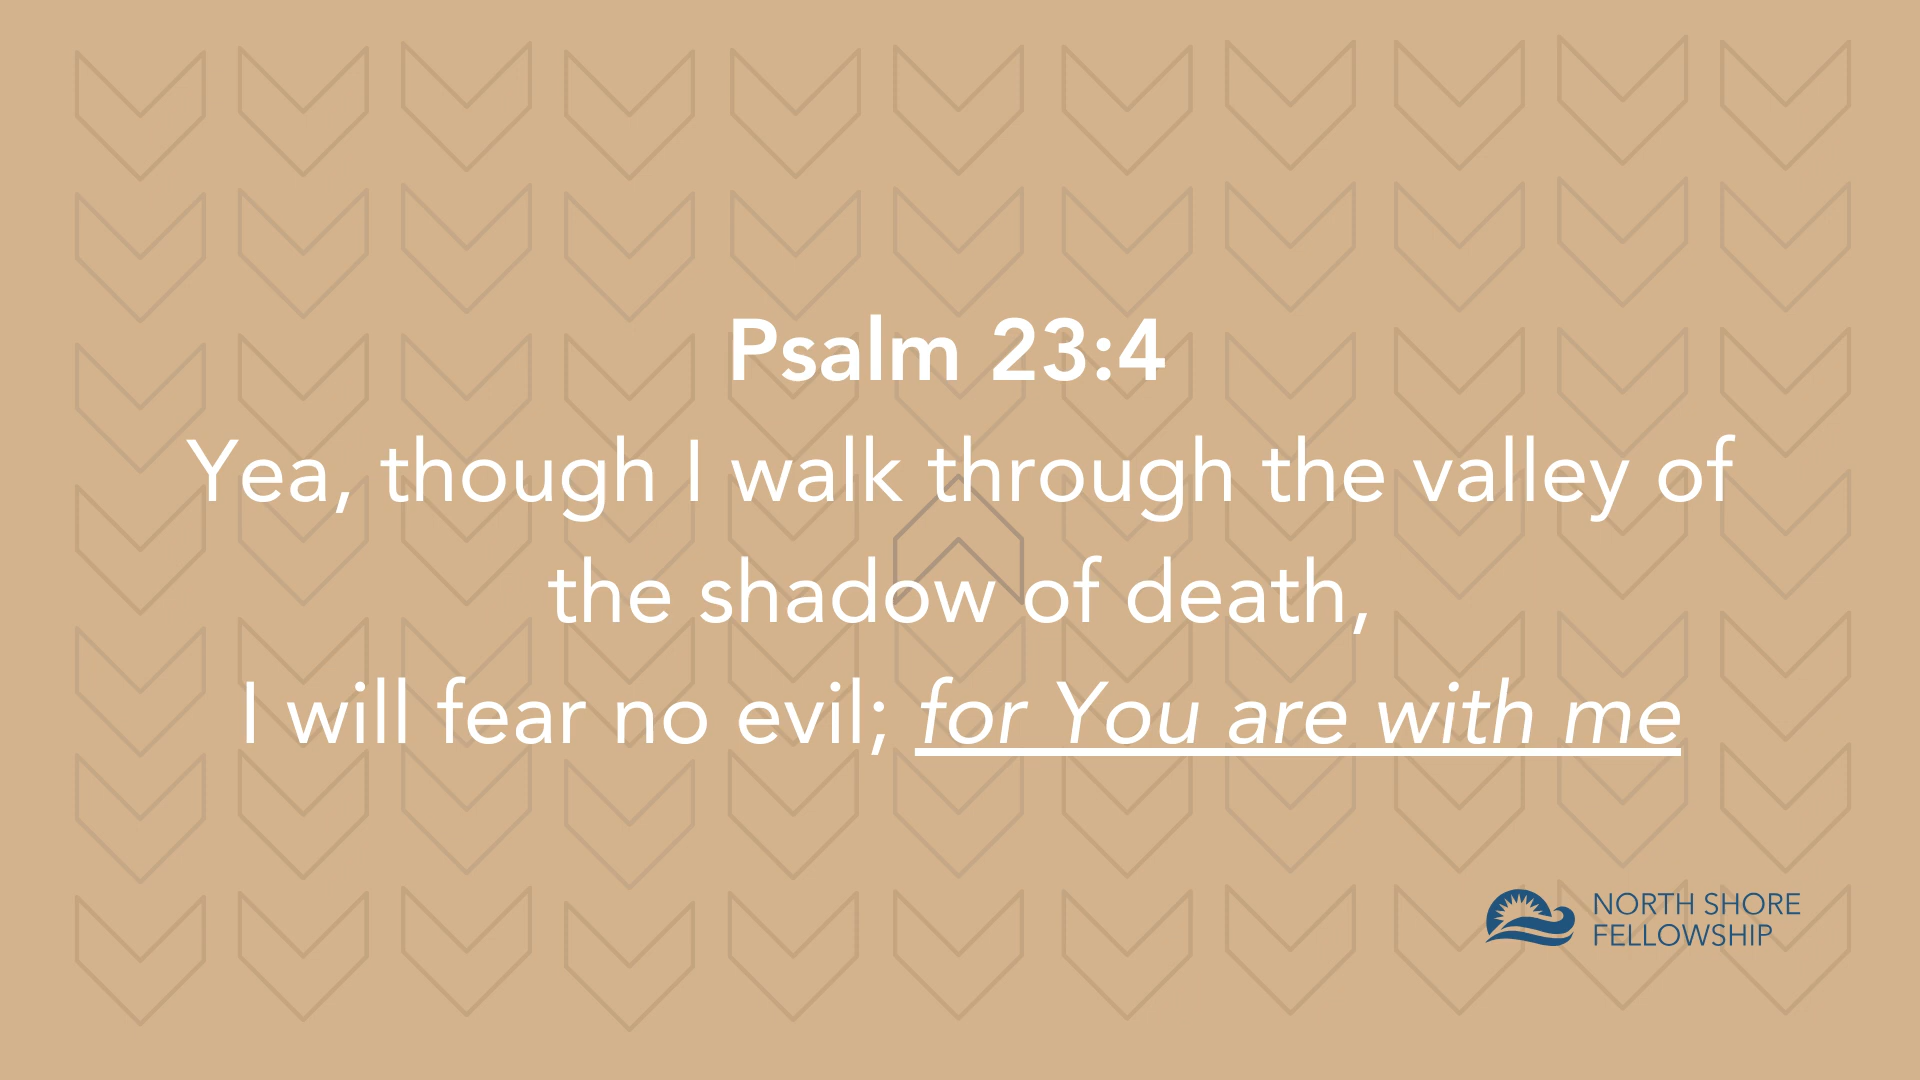 Psalm 23:4
Yea, though I walk through the valley of
the shadow of death,
I will fear no evil; for You are with me
NORTH SHORE
FELLOWSHIP